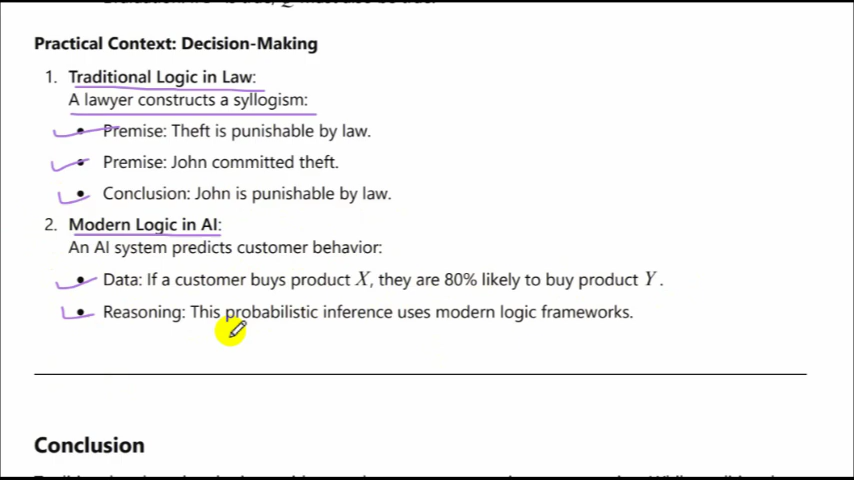 Practical Context: Decision-Making
1. Traditional Logic in Law:
A lawyer constructs a syllogism:
• Premise: Theft is punishable by law.
• Premise: John committed theft.
• Conclusion: John is punishable by law.
2. Modern Logic in AI:
An AI system predicts customer behavior:
• Data: If a customer buys product X, they are 80% likely to buy product Y.
• Reasoning: This probabilistic inference uses modern logic frameworks.
Conclusion